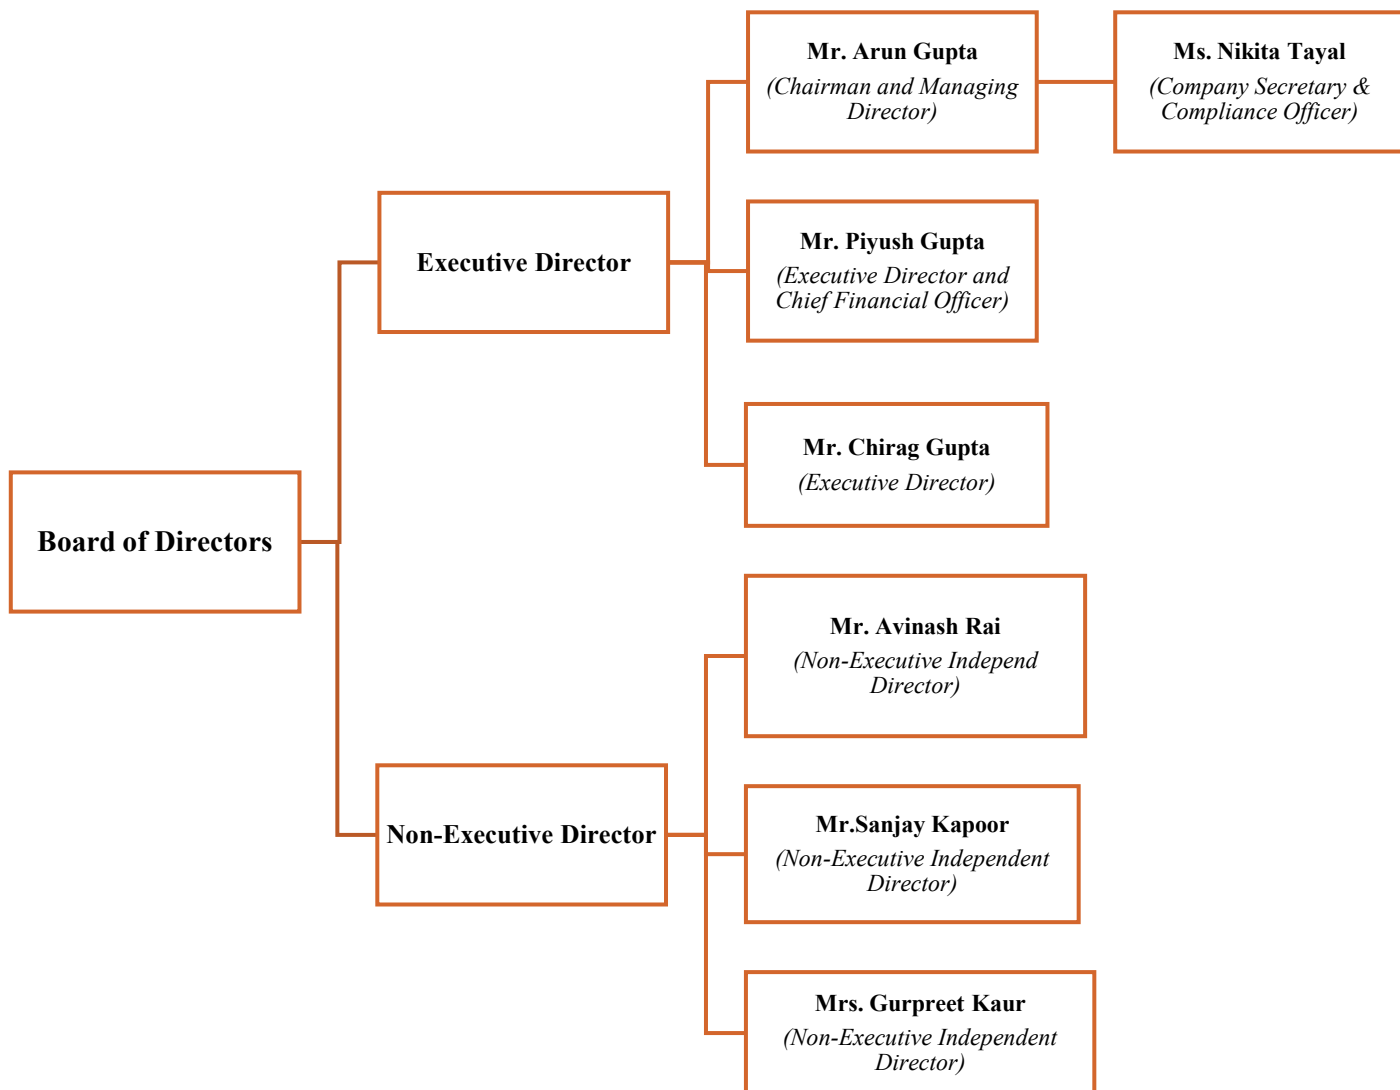 Mr. Arun Gupta
(Chairman and Managing
Director)
Ms. Nikita Tayal
(Company Secretary &
Compliance Officer)
Executive Director
Mr. Piyush Gupta
(Executive Director and
Chief Financial Officer)
Mr. Chirag Gupta
(Executive Director)
Board of Directors
Mr. Avinash Rai
(Non-Executive Independ
Director)
Non-Executive Director
Mr.Sanjay Kapoor
(Non-Executive Independent
Director)
Mrs. Gurpreet Kaur
(Non-Executive Independent
Director)